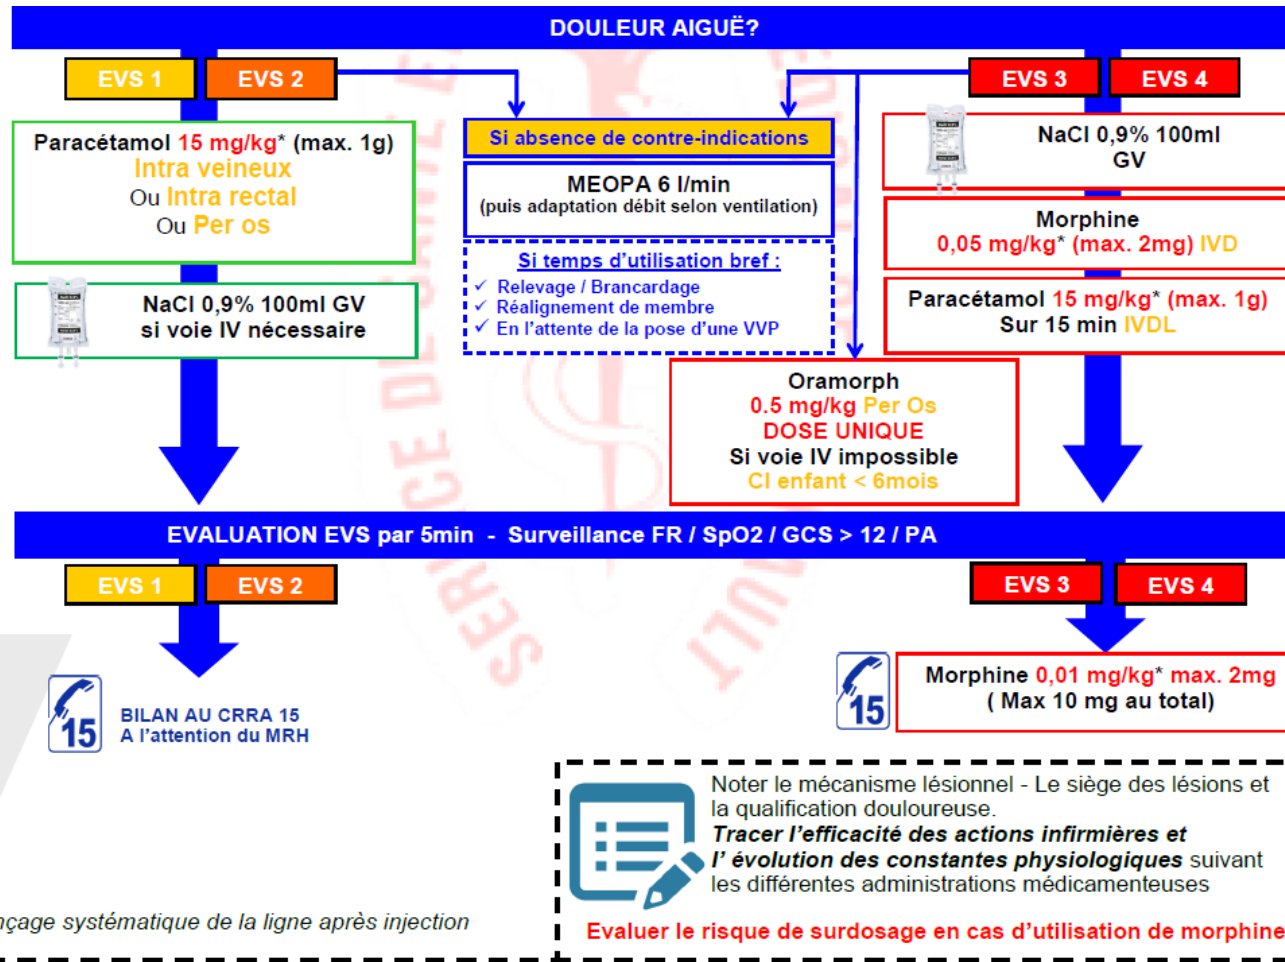 DOULEUR AIGUË?
EVS 1
EVS 2
Paracétamol 15 mg/kg* (max. 1g)
Intra veineux
Ou Intra rectal
Ou Per os
NaCl 0,9% 100ml GV
si voie IV nécessaire
Si absence de contre-indications
MEOPA 6 l/min
(puis adaptation débit selon ventilation)
Si temps d'utilisation bref :
✓ Relevage / Brancardage
✓ Réalignement de membre
✓ En l'attente de la pose d'une VVP
EVS 3
EVS 4
NaCl 0,9% 100ml
GV
Morphine
0,05 mg/kg* (max. 2mg) IVD
Paracétamol 15 mg/kg* (max. 1g)
Sur 15 min IVDL
Oramorph
0.5 mg/kg Per Os
DOSE UNIQUE
Si voie IV impossible
CI enfant < 6mois
EVALUATION EVS par 5min - Surveillance FR / SpO2 / GCS > 12 / PA
EVS 1
EVS 2
15
BILAN AU CRRA 15
A l'attention du MRH
EVS 3
EVS 4
15
Morphine 0,01 mg/kg* max. 2mg
( Max 10 mg au total)
Noter le mécanisme lésionnel - Le siège des lésions et
la qualification douloureuse.
Tracer l'efficacité des actions infirmières et
l' évolution des constantes physiologiques suivant
les différentes administrations médicamenteuses
Evaluer le risque de surdosage en cas d'utilisation de morphine
nçage systématique de la ligne après injection